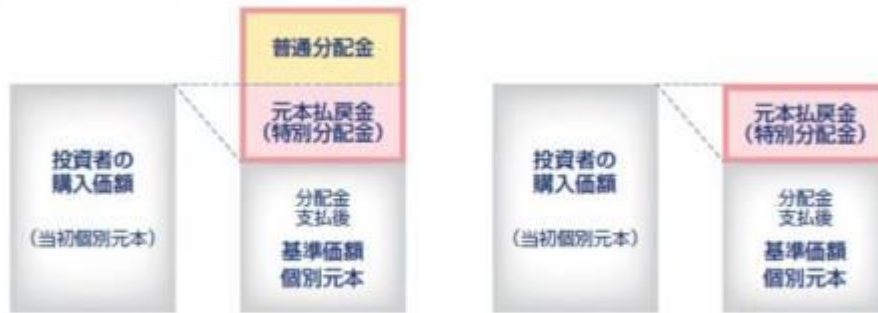 普通分配金
元本払戻金
(特別分配金)
投資者の
購入価額
(当初個別元本)
分配金
支払後
基準価額
個別元本
元本払戻金
(特別分配金)
投資者の
購入価額
(当初個別元本)
分配金
支払後
基準価額
個別元本